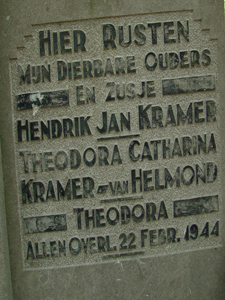 HIER RUSTEN
MIJN DIERBARE OUDERS
EN ZUSJE
HENDRIK JAN KRAMER
THEODORA CATHARINA
KRAMER - VAN HELMOND
THEODORA
ALLEN OVERL. 22 FEBR. 1944